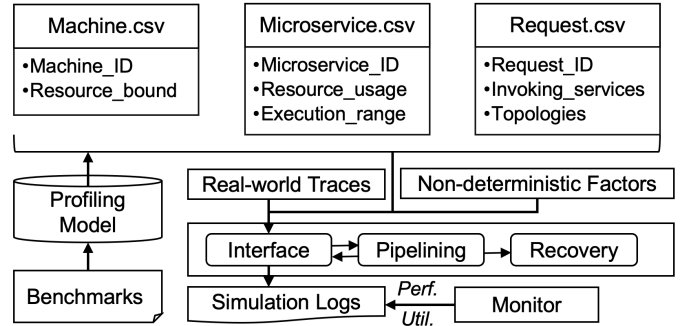 Machine.csv
•Machine_ID
•Resource_bound
Microservice.csv
•Microservice_ID
•Resource_usage
•Execution_range
Request.csv
•Request_ID
•Invoking_services
•Topologies
Real-world Traces
Non-deterministic Factors
Profiling
Model
Interface
Pipelining
Recovery
Benchmarks
Simulation Logs
Perf.
Util.
Monitor